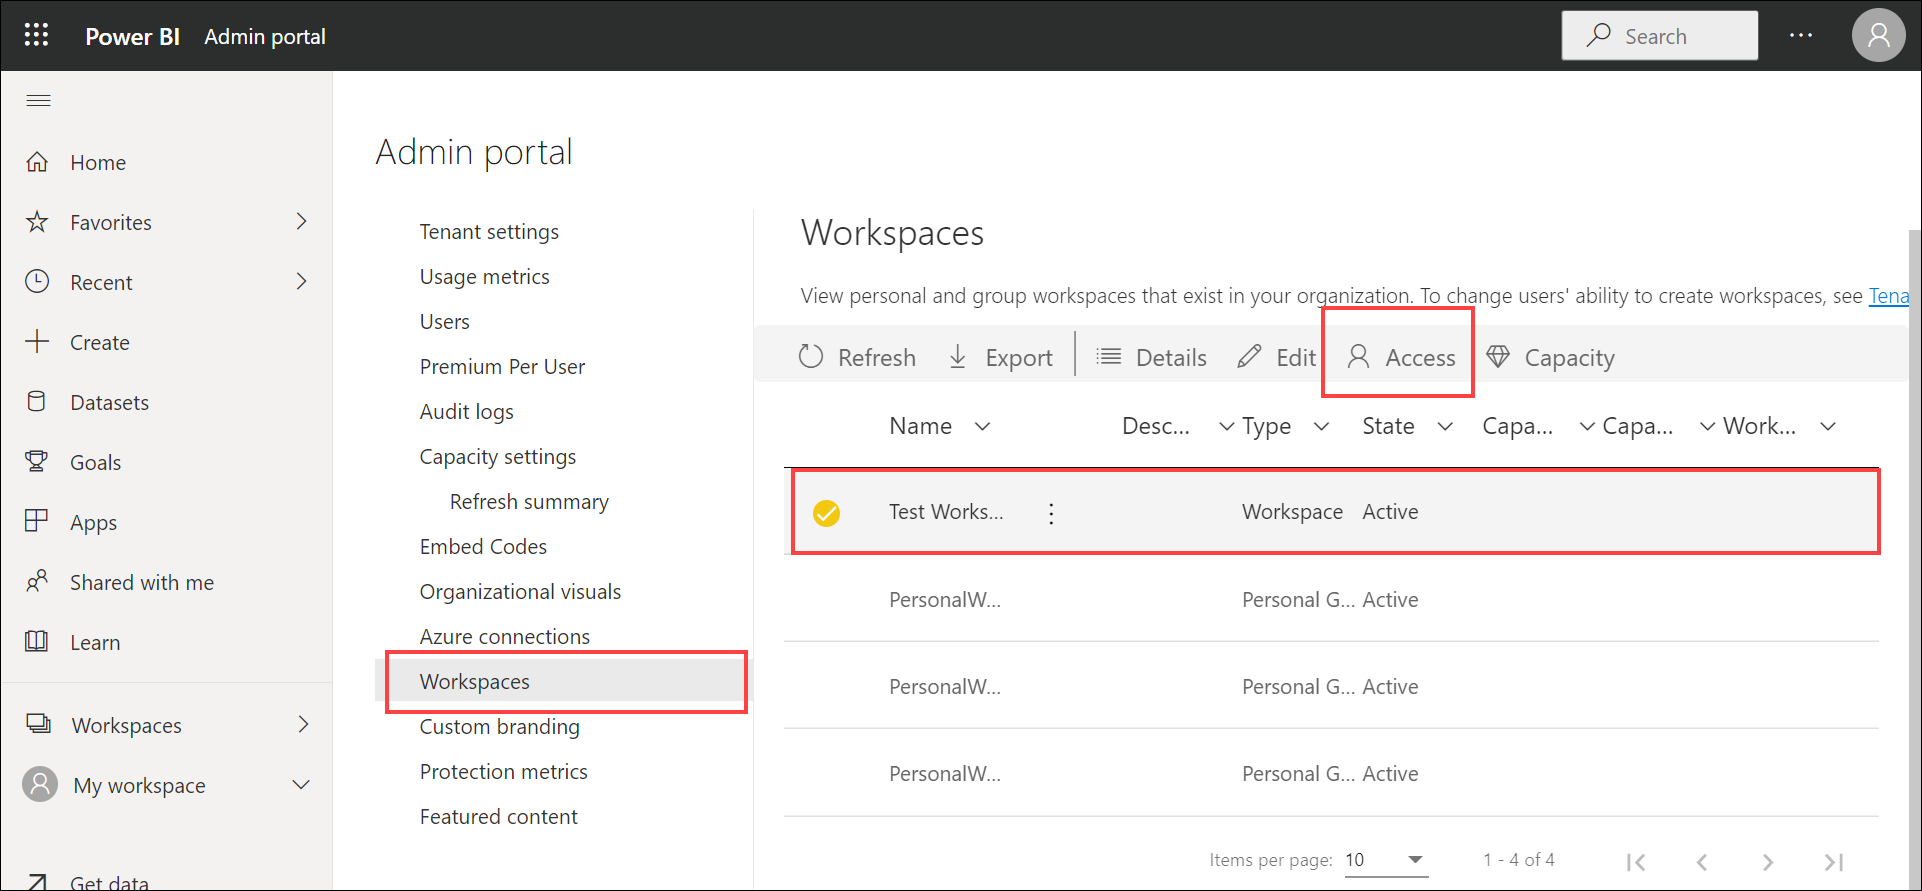 Power BI Admin portal
Search
Home
Favorites
Recent
Create
Datasets
Goals
Apps
Shared with me
Learn
Workspaces
My workspace
Get data
Admin portal
Tenant settings
Usage metrics
Users
Premium Per User
Audit logs
Capacity settings
Refresh summary
Embed Codes
Organizational visuals
Azure connections
Workspaces
Custom branding
Protection metrics
Featured content
Workspaces
View personal and group workspaces that exist in your organization. To change users' ability to create workspaces, see Tena
Refresh Export Details Edit Access Capacity
Name Desc... Type State Capa... Capa... Work...
Test Works... Workspace Active
PersonalW... Personal G... Active
PersonalW... Personal G... Active
PersonalW... Personal G... Active
Items per page: 10 1 - 4 of 4